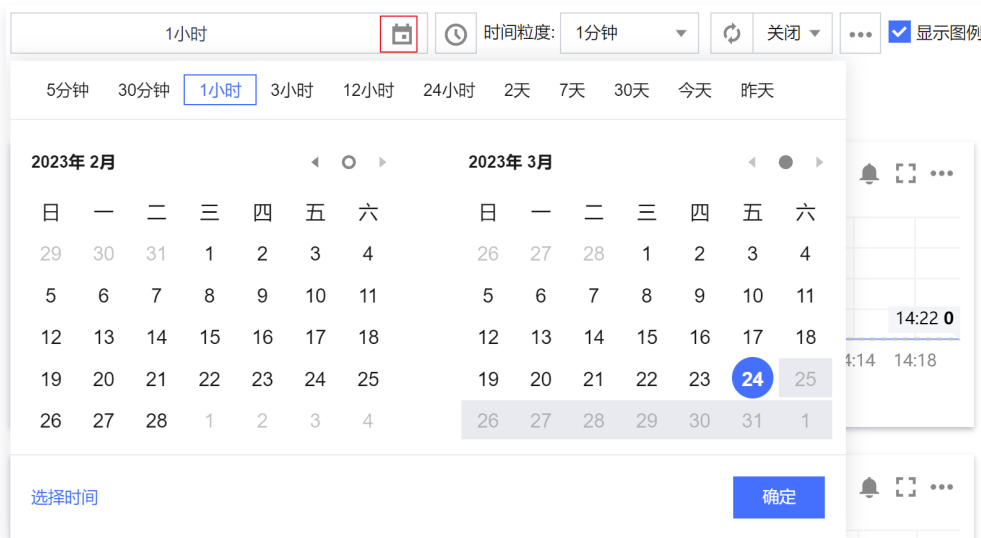 1小时 时间粒度: 1分钟 关闭 显示图例
5分钟 30分钟 1小时 3小时 12小时 24小时 2天 7天 30天 今天 昨天
2023年 2月 2023年 3月
日 一 二 三 四 五 六 日 一 二 三 四 五 六
29 30 31 1 2 3 4 26 27 28 1 2 3 4
5 6 7 8 9 10 11 5 6 7 8 9 10 11
12 13 14 15 16 17 18 12 13 14 15 16 17 18
14:22 0
19 20 21 22 23 24 25 19 20 21 22 23 24 25
4:14 14:18
26 27 28 1 2 3 4 26 27 28 29 30 31 1
选择时间 确定